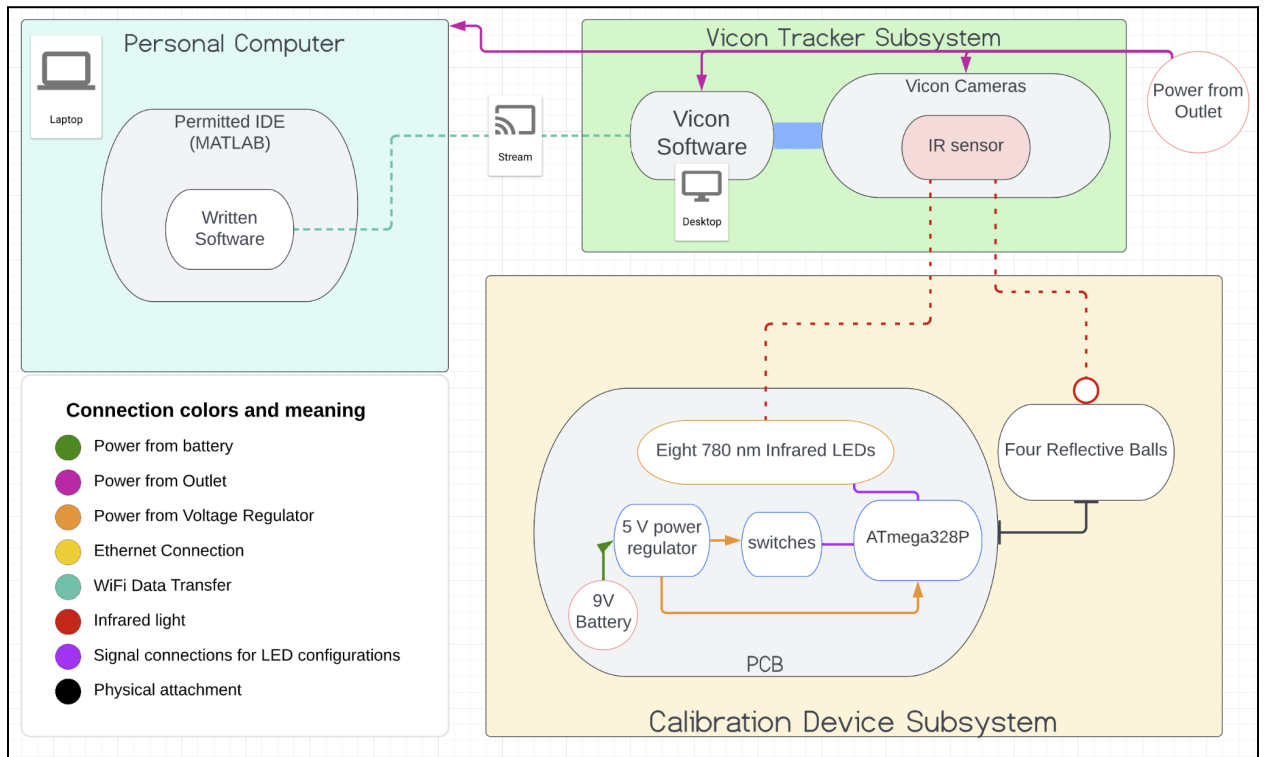 Personal Computer
Laptop
Permitted IDE
(MATLAB)
Written
Software
Stream
Vicon Tracker Subsystem
Vicon
Software
Desktop
Vicon Cameras
IR sensor
Power from
Outlet
Connection colors and meaning
Power from battery
Power from Outlet
Power from Voltage Regulator
Ethernet Connection
WiFi Data Transfer
Infrared light
Signal connections for LED configurations
Physical attachment
Eight 780 nm Infrared LEDs
Four Reflective Balls
5 V power
regulator
switches
ATmega328P
9V
Battery
PCB
Calibration Device Subsystem